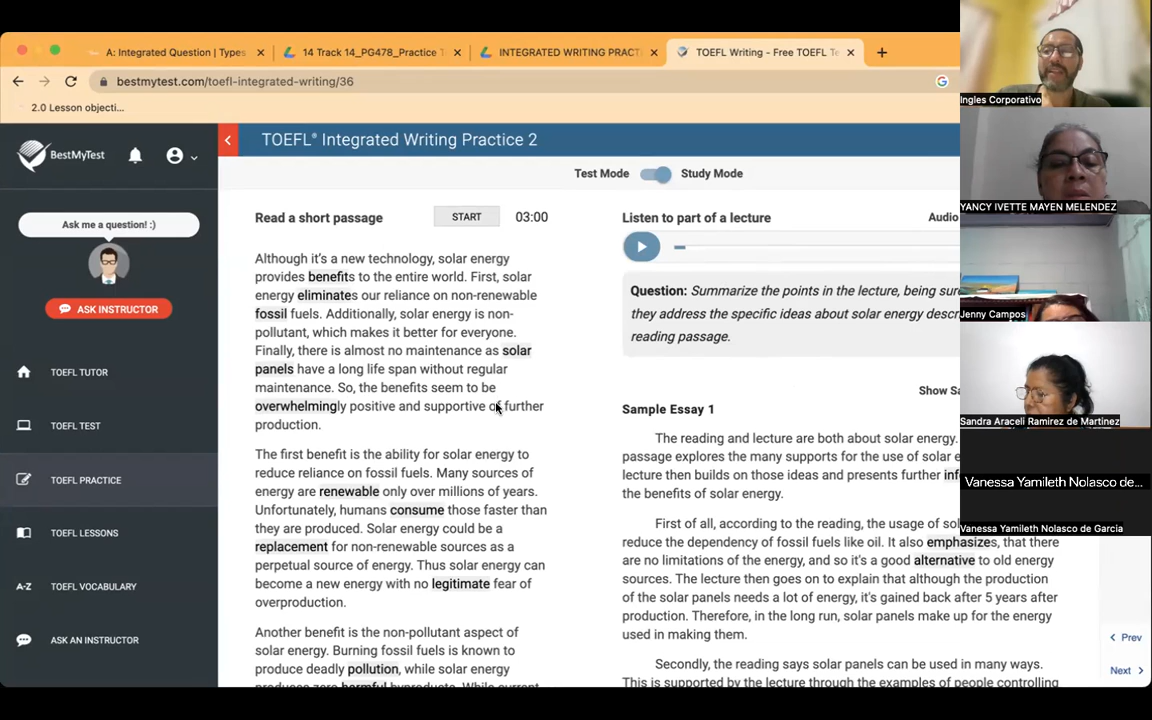 A: Integrated Question | Types
14 Track 14_PG478_Practice T
INTEGRATED WRITING PRACT
TOEFL Writing - Free TOEFL Te
bestmytest.com/toefl-integrated-writing/36
2.0 Lesson objecti...
BestMyTest
Ask me a question! :)
ASK INSTRUCTOR
TOEFL TUTOR
TOEFL TEST
TOEFL PRACTICE
TOEFL LESSONS
A-Z TOEFL VOCABULARY
ASK AN INSTRUCTOR
TOEFL® Integrated Writing Practice 2
Test Mode Study Mode
Read a short passage START 03:00
Although it's a new technology, solar energy
provides benefits to the entire world. First, solar
energy eliminates our reliance on non-renewable
fossil fuels. Additionally, solar energy is non-
pollutant, which makes it better for everyone.
Finally, there is almost no maintenance as solar
panels have a long life span without regular
maintenance. So, the benefits seem to be
overwhelmingly positive and supportive of further
production.
The first benefit is the ability for solar energy to
reduce reliance on fossil fuels. Many sources of
energy are renewable only over millions of years.
Unfortunately, humans consume those faster than
they are produced. Solar energy could be a
replacement for non-renewable sources as a
perpetual source of energy. Thus solar energy can
become a new energy with no legitimate fear of
overproduction.
Another benefit is the non-pollutant aspect of
solar energy. Burning fossil fuels is known to
produce deadly pollution, while solar energy
produces zero harmful byproducts. While current
Listen to part of a lecture Audio
Question: Summarize the points in the lecture, being sur
they address the specific ideas about solar energy descr
reading passage.
Show Sa
Sample Essay 1
The reading and lecture are both about solar energy.
passage explores the many supports for the use of solar e
lecture then builds on those ideas and presents further inf
the benefits of solar energy.
First of all, according to the reading, the usage of sol
reduce the dependency of fossil fuels like oil. It also emphasizes, that there
are no limitations of the energy, and so it's a good alternative to old energy
sources. The lecture then goes on to explain that although the production
of the solar panels needs a lot of energy, it's gained back after 5 years after
production. Therefore, in the long run, solar panels make up for the energy
used in making them.
Secondly, the reading says solar panels can be used in many ways.
This is supported by the lecture through the examples of people controlling
Prev
Next
Ingles Corporativo
YANCY IVETTE MAYEN MELENDEZ
Jenny Campos
Sandra Araceli Ramirez de Martinez
Vanessa Yamileth Nolasco de...
Vanessa Yamileth Nolasco de Garcia